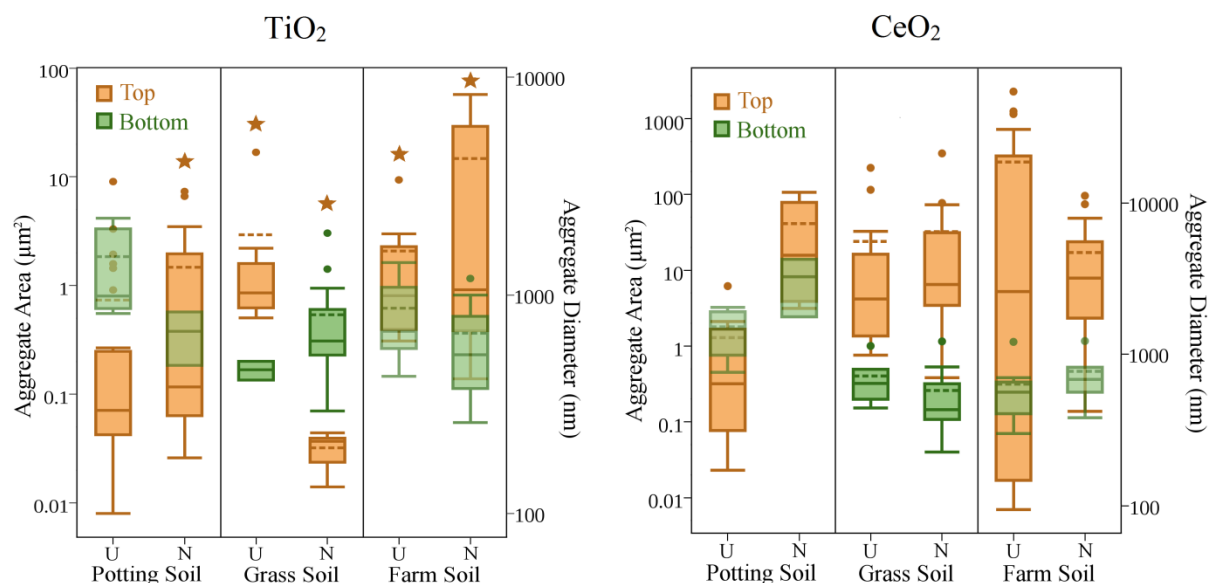 TiO₂
CeO₂
100
10
1
0.1
0.01
Aggregate Area (µm²)
Top
Bottom
10000
1000
100
Aggregate Diameter (nm)
U N U N U N
Potting Soil Grass Soil Farm Soil
1000
100
10
1
0.1
0.01
Aggregate Area (µm²)
Top
Bottom
10000
1000
100
Aggregate Diameter (nm)
U N U N U N
Potting Soil Grass Soil Farm Soil